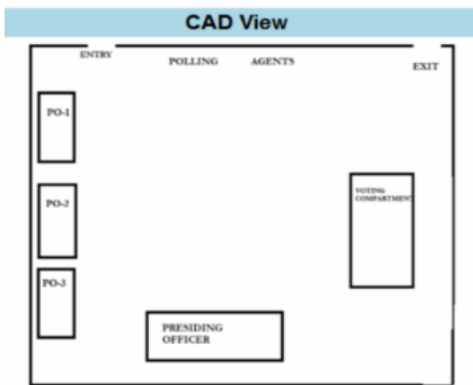 CAD View
ENTRY
POLLING AGENTS
EXIT
PO-1
VOTING
COMPARTMENT
PO-2
PO-3
PRESIDING
OFFICER